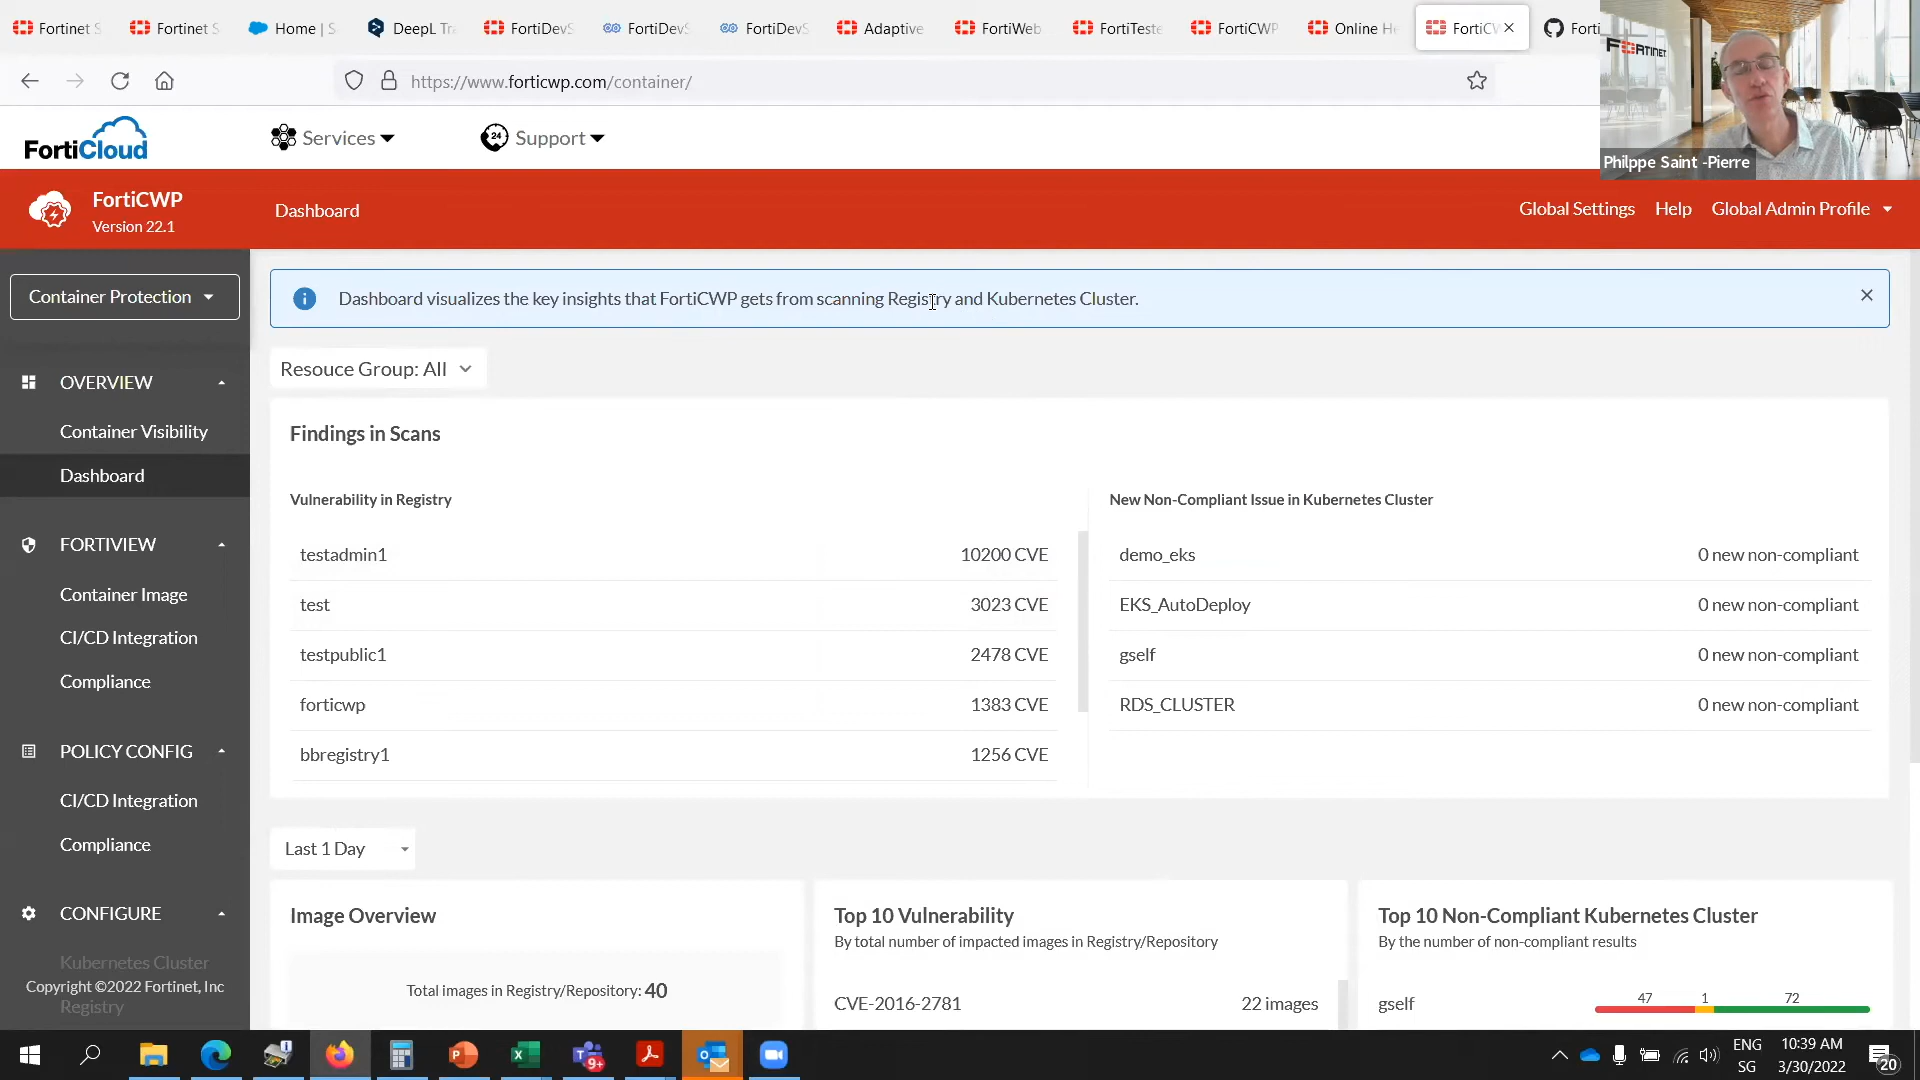 Fortinet S
Fortinet S
Home | S
DeepL Tra
FortiDevS
FortiDevS
FortiDevS
Adaptive
FortiWeb
FortiTeste
FortiCWP
Online He
FortiCW
Forti
https://www.forticwp.com/container/
FORTINET
Philppe Saint -Pierre
FortiCloud
Services
24
Support
FortiCWP
Version 22.1
Dashboard
Global Settings
Help
Global Admin Profile
Container Protection
OVERVIEW
Container Visibility
Dashboard
FORTIVIEW
Container Image
CI/CD Integration
Compliance
POLICY CONFIG
CI/CD Integration
Compliance
CONFIGURE
Kubernetes Cluster
Copyright ©2022 Fortinet, Inc
Registry
Dashboard visualizes the key insights that FortiCWP gets from scanning Registry and Kubernetes Cluster.
Resouce Group: All
Findings in Scans
Vulnerability in Registry
testadmin1 10200 CVE
test 3023 CVE
testpublic1 2478 CVE
forticwp 1383 CVE
bbregistry1 1256 CVE
New Non-Compliant Issue in Kubernetes Cluster
demo_eks 0 new non-compliant
EKS_AutoDeploy 0 new non-compliant
gself 0 new non-compliant
RDS_CLUSTER 0 new non-compliant
Last 1 Day
Image Overview
Total images in Registry/Repository: 40
Top 10 Vulnerability
By total number of impacted images in Registry/Repository
CVE-2016-2781 22 images
Top 10 Non-Compliant Kubernetes Cluster
By the number of non-compliant results
gself 47 1 72
9+
ENG
SG
10:39 AM
3/30/2022
20